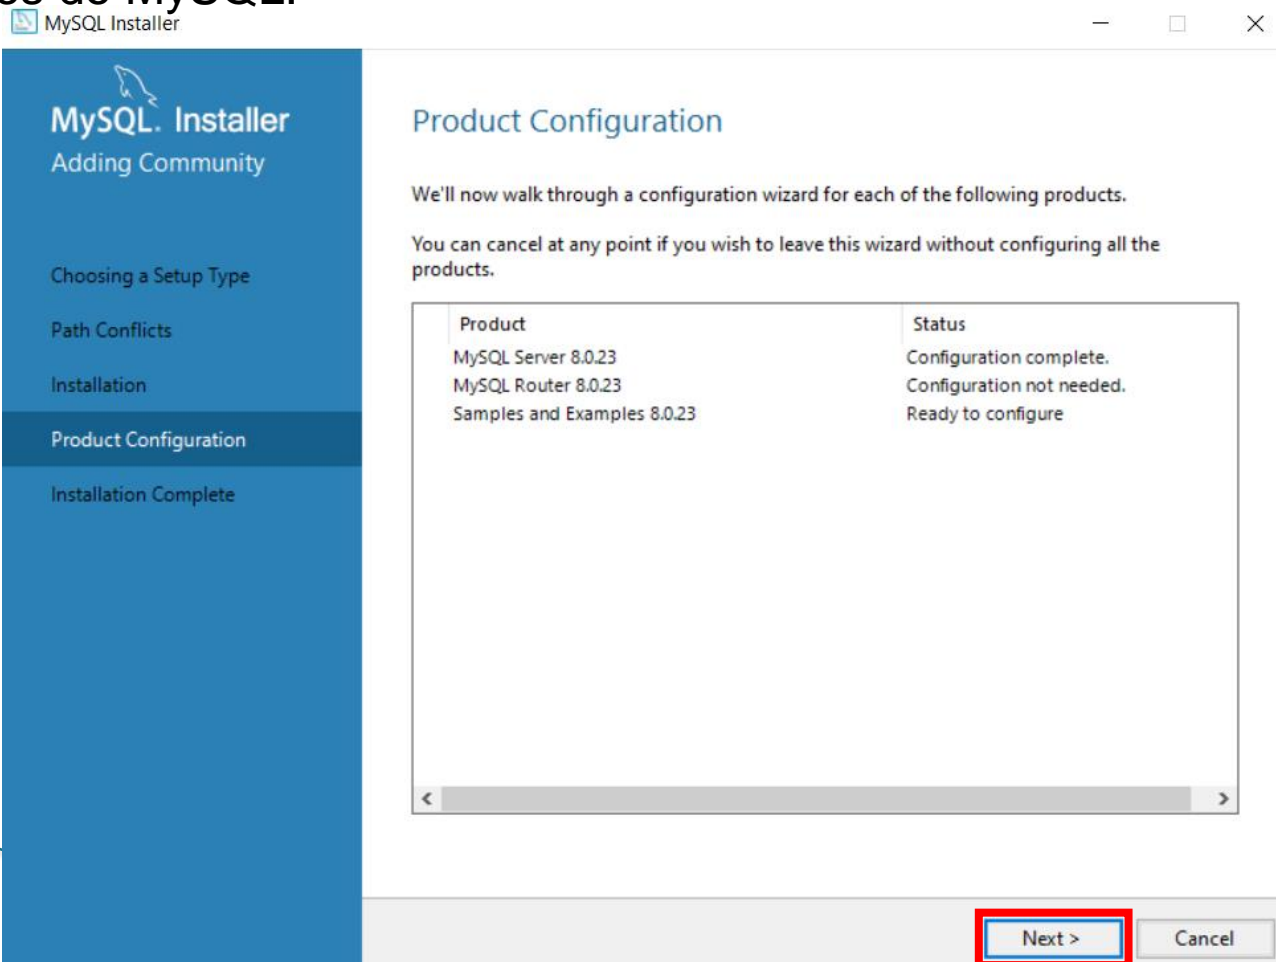 MySQL Installer
MySQL. Installer
Adding Community
Choosing a Setup Type
Path Conflicts
Installation
Product Configuration
Installation Complete
Product Configuration
We'll now walk through a configuration wizard for each of the following products.
You can cancel at any point if you wish to leave this wizard without configuring all the
products.
Product Status
MySQL Server 8.0.23 Configuration complete.
MySQL Router 8.0.23 Configuration not needed.
Samples and Examples 8.0.23 Ready to configure
Next >
Cancel